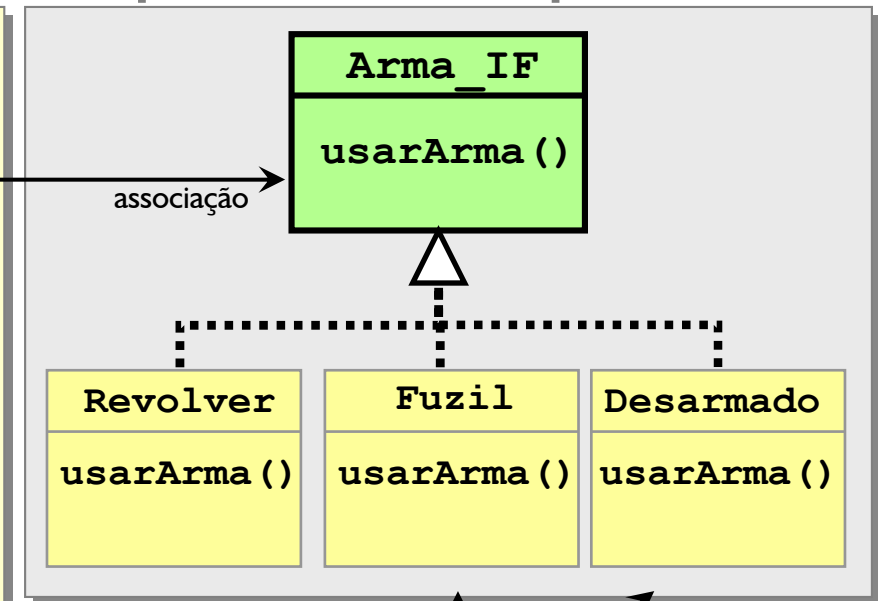 Arma_IF
usarArma()
associação
Revolver
Fuzil
Desarmado
usarArma()
usarArma()
usarArma()